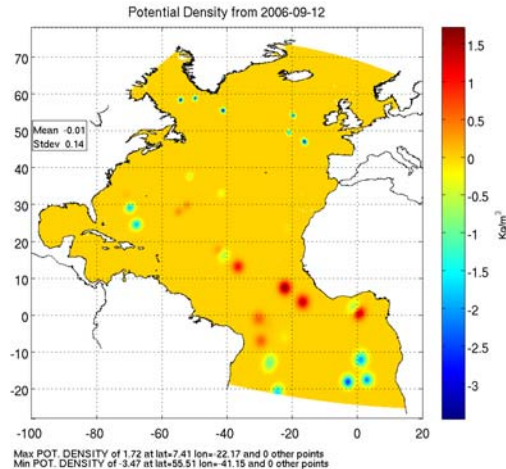 Potential Density from 2006-09-12
70
60
50
40
30
20
10
0
-10
-20
Mean -0.01
Stdev 0.14
-100 -80 -60 -40 -20 0 20
1.5
1
0.5
0
-0.5
-1
-1.5
-2
-2.5
-3
Kg/m³
Max POT. DENSITY of 1.72 at lat=7.41 lon=-22.17 and 0 other points
Min POT. DENSITY of -3.47 at lat=55.51 lon=-41.15 and 0 other points